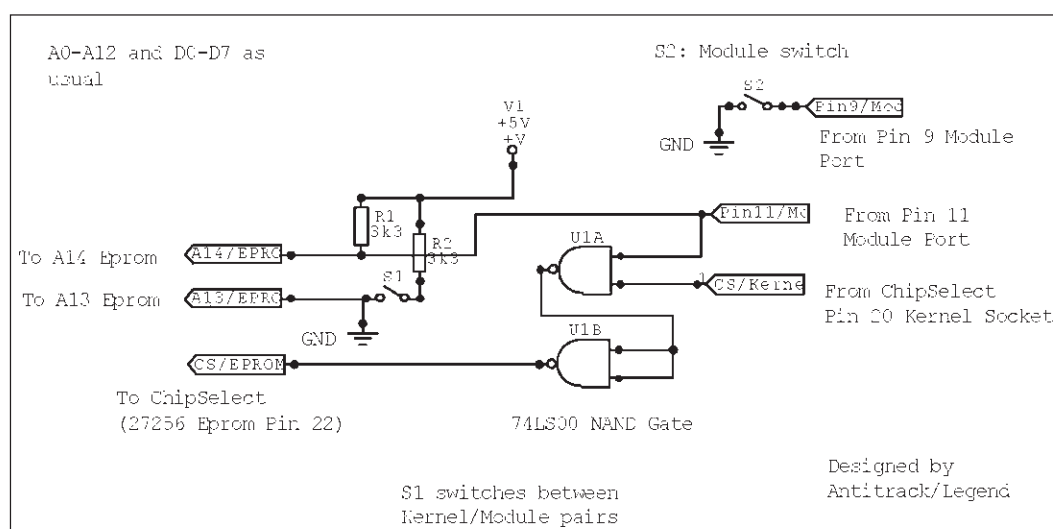 A0-A12 and D0-D7 as
usual
S2: Module switch
S2
Pin9/Mod
V1
+5V
+V
GND
From Pin 9 Module
Port
R1
3k3
R2
3k3
Pin11/Mo
From Pin 11
Module Port
U1A
To A14 Eprom
A14/EPRO
S1
To A13 Eprom
A13/EPRO
1
CS/Kerne
From ChipSelect
Pin 20 Kernel Socket
GND
U1B
CS/EPROM
To ChipSelect
(27256 Eprom Pin 22)
74LS00 NAND Gate
Designed by
Antitrack/Legend
S1 switches between
Kernel/Module pairs